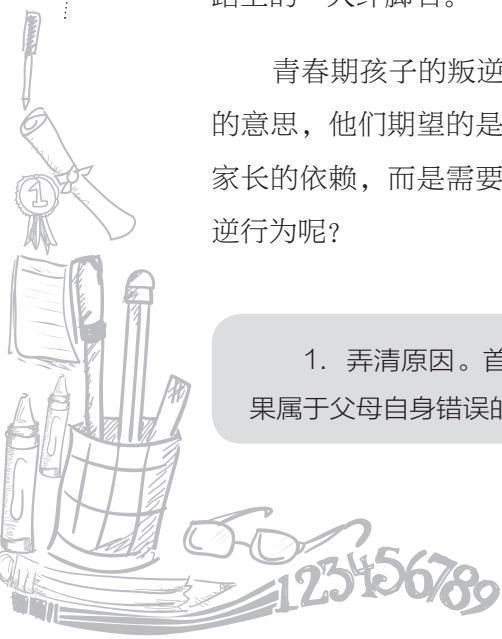 路上的一大绊脚石。
青春期孩子的叛逆
的意思，他们期望的是
家长的依赖，而是需要
逆行为呢？
1. 弄清原因。首
果属于父母自身错误的
1
123456789